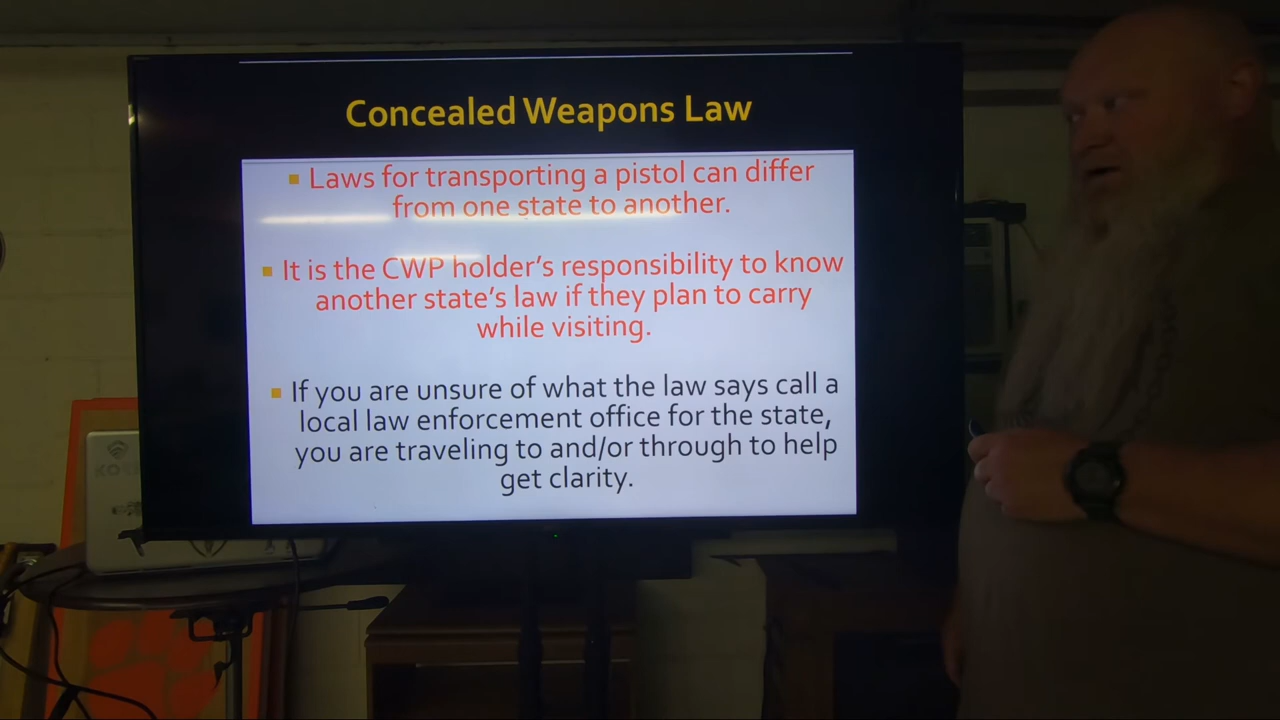 Concealed Weapons Law
▪ Laws for transporting a pistol can differ
from one state to another.
▪ It is the CWP holder's responsibility to know
another state's law if they plan to carry
while visiting.
▪ If you are unsure of what the law says call a
local law enforcement office for the state,
you are traveling to and/or through to help
get clarity.